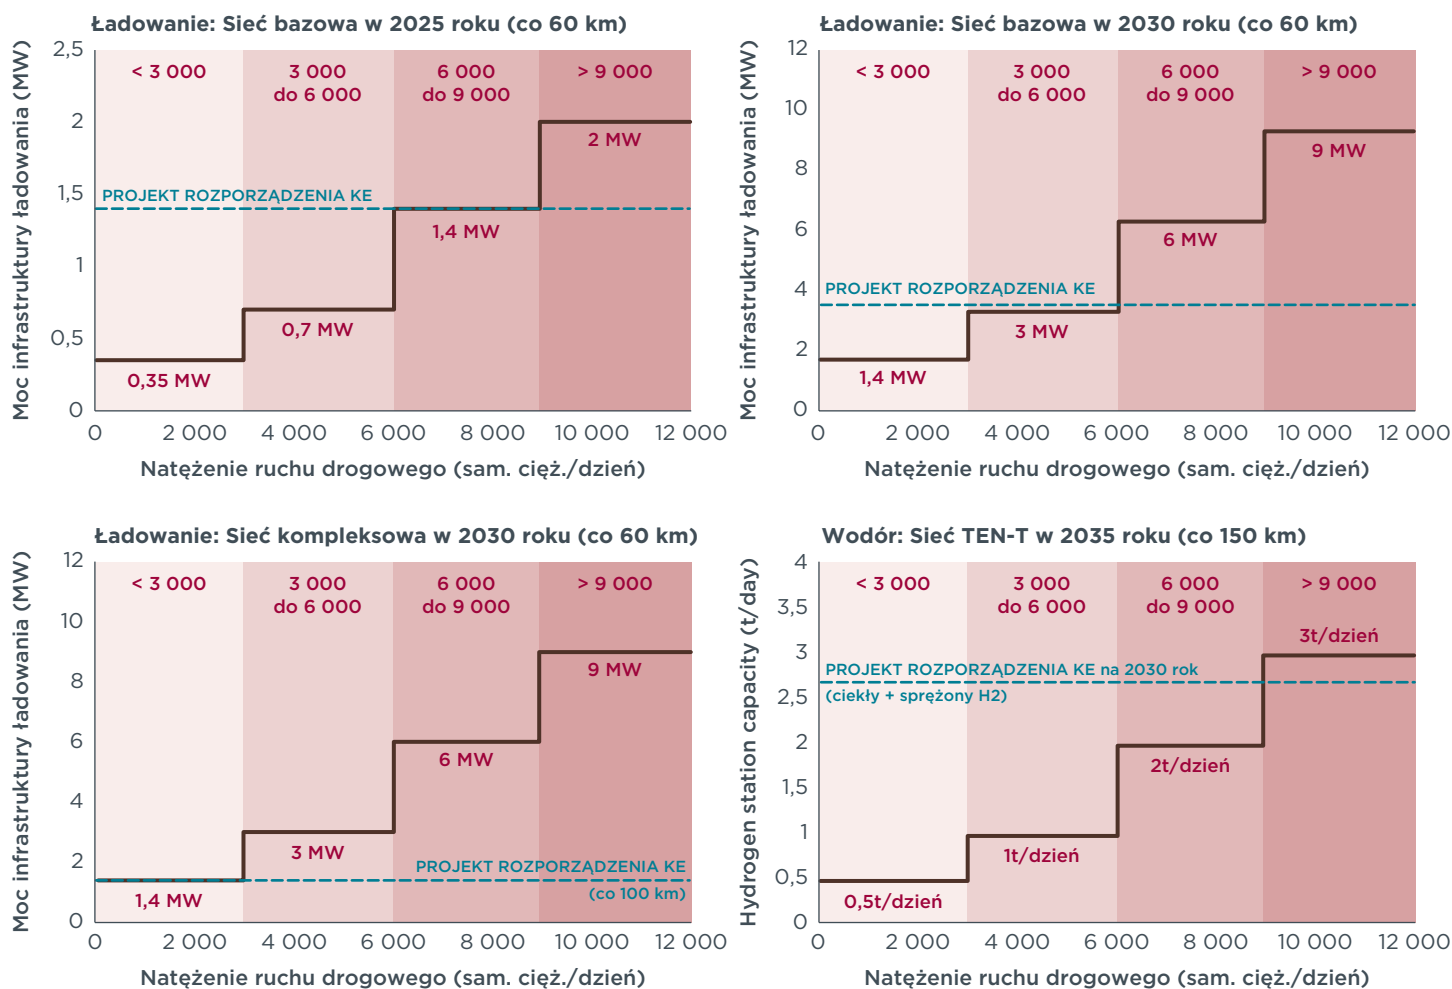 Ładowanie: Sieć bazowa w 2025 roku (co 60 km)
Moc infrastruktury ładowania (MW)
2,5
2
1,5
1
0,5
0
< 3 000
3 000
do 6 000
6 000
do 9 000
> 9 000
2 MW
PROJEKT ROZPORZĄDZENIA KE
1,4 MW
0,7 MW
0,35 MW
0
2 000
4 000
6 000
8 000
10 000
12 000
Natężenie ruchu drogowego (sam. cięż./dzień)
Ładowanie: Sieć bazowa w 2030 roku (co 60 km)
Moc infrastruktury ładowania (MW)
12
10
8
6
4
2
0
< 3 000
3 000
do 6 000
6 000
do 9 000
> 9 000
9 MW
6 MW
PROJEKT ROZPORZĄDZENIA KE
3 MW
1,4 MW
0
2 000
4 000
6 000
8 000
10 000
12 000
Natężenie ruchu drogowego (sam. cięż./dzień)
Ładowanie: Sieć kompleksowa w 2030 roku (co 60 km)
Moc infrastruktury ładowania (MW)
12
10
8
6
4
2
0
< 3 000
3 000
do 6 000
6 000
do 9 000
> 9 000
9 MW
6 MW
3 MW
PROJEKT ROZPORZĄDZENIA KE
(co 100 km)
1,4 MW
0
2 000
4 000
6 000
8 000
10 000
12 000
Natężenie ruchu drogowego (sam. cięż./dzień)
Wodór: Sieć TEN-T w 2035 roku (co 150 km)
Hydrogen station capacity (t/day)
4
3,5
3
2,5
2
1,5
1
0,5
0
< 3 000
3 000
do 6 000
6 000
do 9 000
> 9 000
3t/dzień
PROJEKT ROZPORZĄDZENIA KE na 2030 rok
(ciekły + sprężony H2)
2t/dzień
1t/dzień
0,5t/dzień
0
2 000
4 000
6 000
8 000
10 000
12 000
Natężenie ruchu drogowego (sam. cięż./dzień)